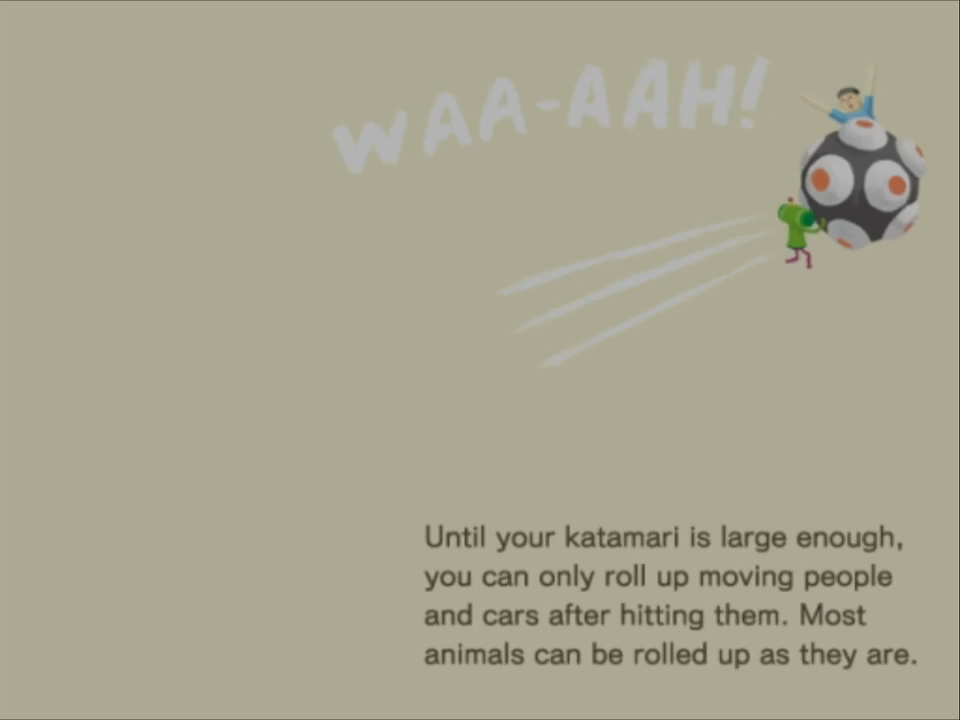 WAA-AAH!
Until your katamari is large enough,
you can only roll up moving people
and cars after hitting them. Most
animals can be rolled up as they are.